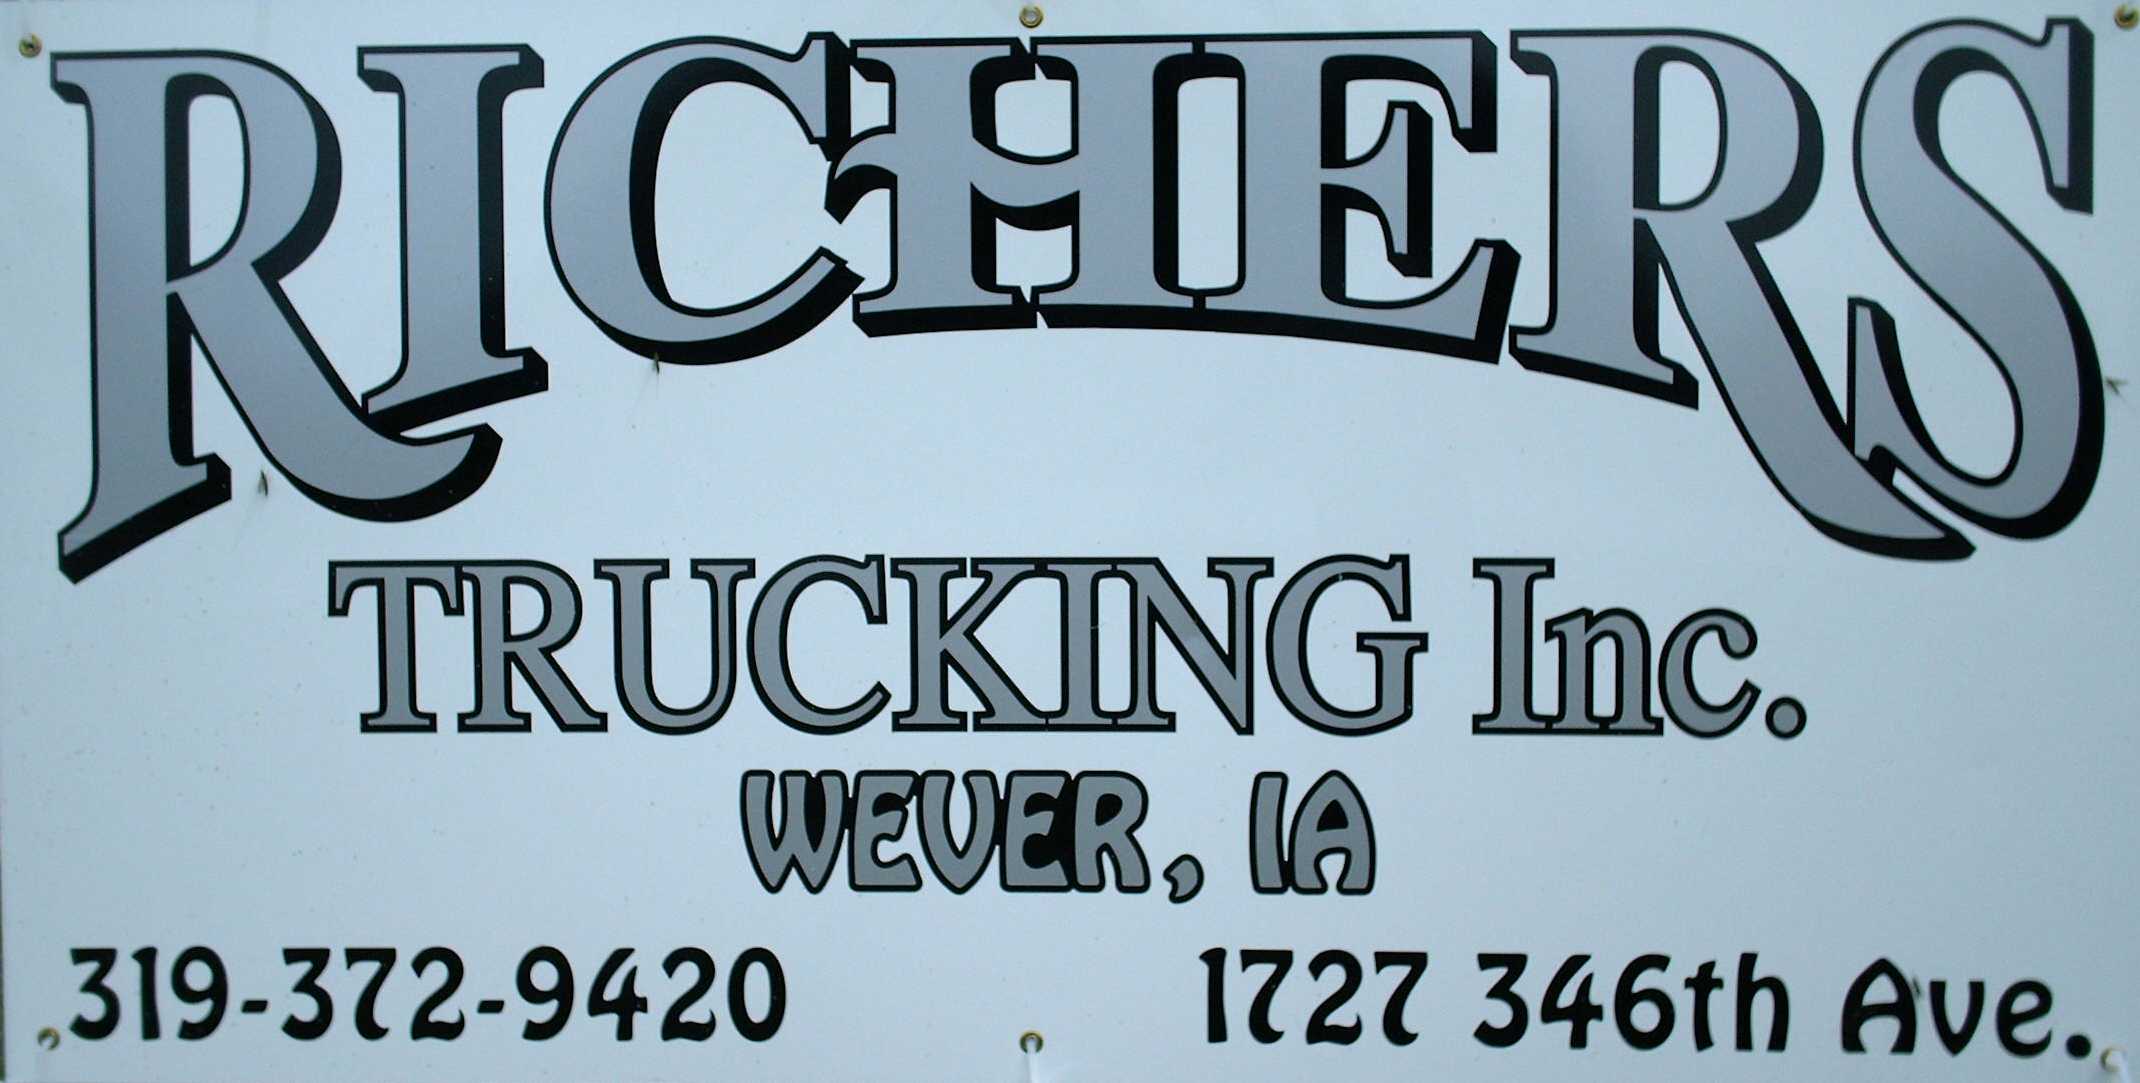 RICHERS
TRUCKING Inc.
WEVER, IA
319-372-9420 1727 346th Ave.